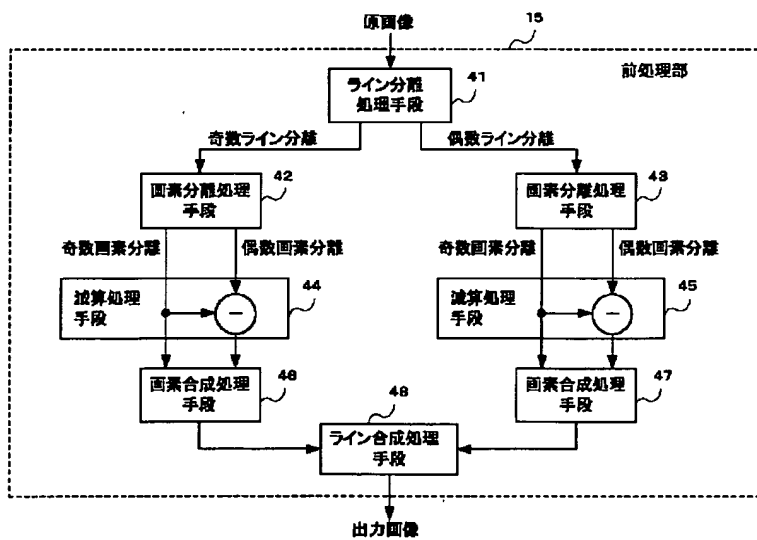 原画像
15
前処理部
ライン分離
処理手段
41
奇数ライン分離
偶数ライン分離
画素分離処理
手段
42
画素分離処理
手段
43
奇数画素分離
偶数画素分離
奇数画素分離
偶数画素分離
減算処理
手段
44
減算処理
手段
45
画素合成処理
手段
46
画素合成処理
手段
47
ライン合成処理
手段
48
出力画像